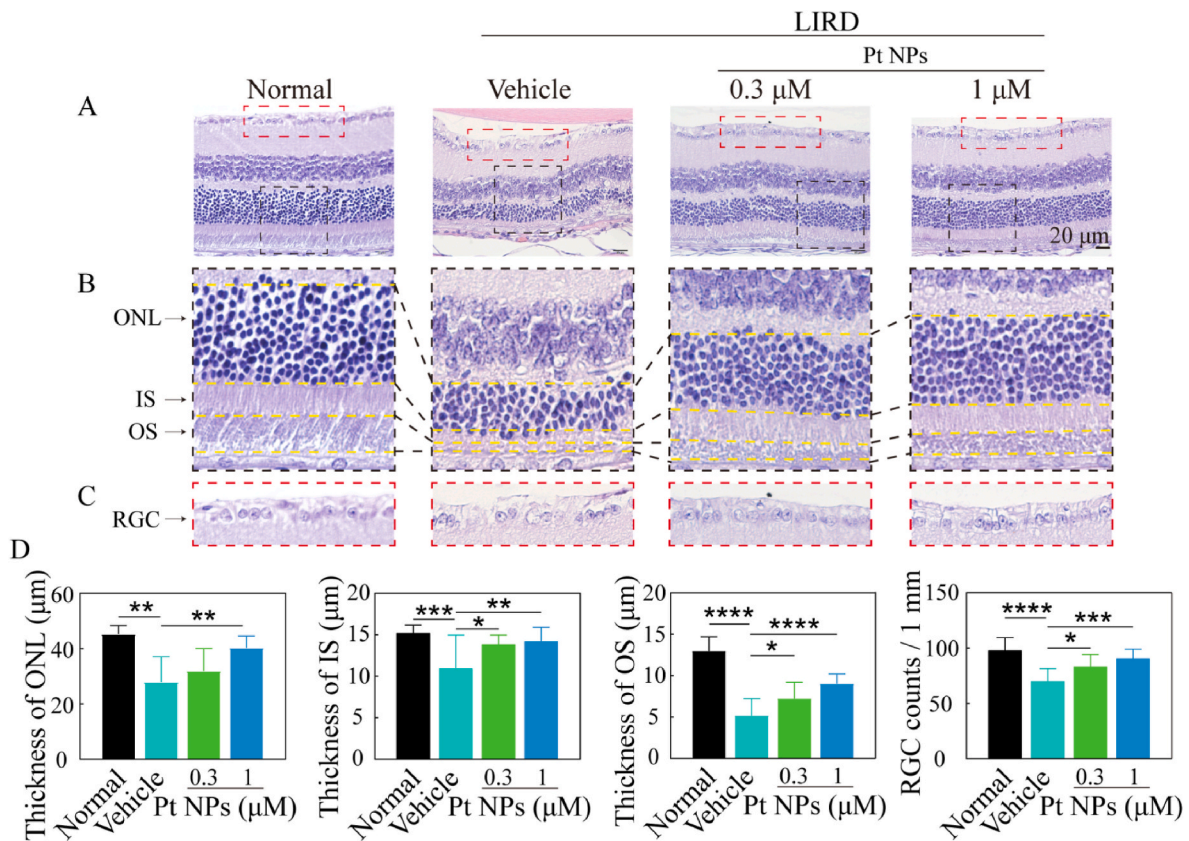 LIRD
Pt NPs
Normal
Vehicle
0.3 μM
1 μM
A
20 μm
B
ONL
IS
OS
C
RGC
D
Thickness of ONL (μm)
60
40
20
0
**
**
Normal
Vehicle
0.3
1
Pt NPs (μM)
Thickness of IS (μm)
20
15
10
5
0
***
**
*
Normal
Vehicle
0.3
1
Pt NPs (μM)
Thickness of OS (μm)
20
15
10
5
0
****
****
*
Normal
Vehicle
0.3
1
Pt NPs (μM)
RGC counts / 1 mm
150
100
50
0
****
***
*
Normal
Vehicle
0.3
1
Pt NPs (μM)